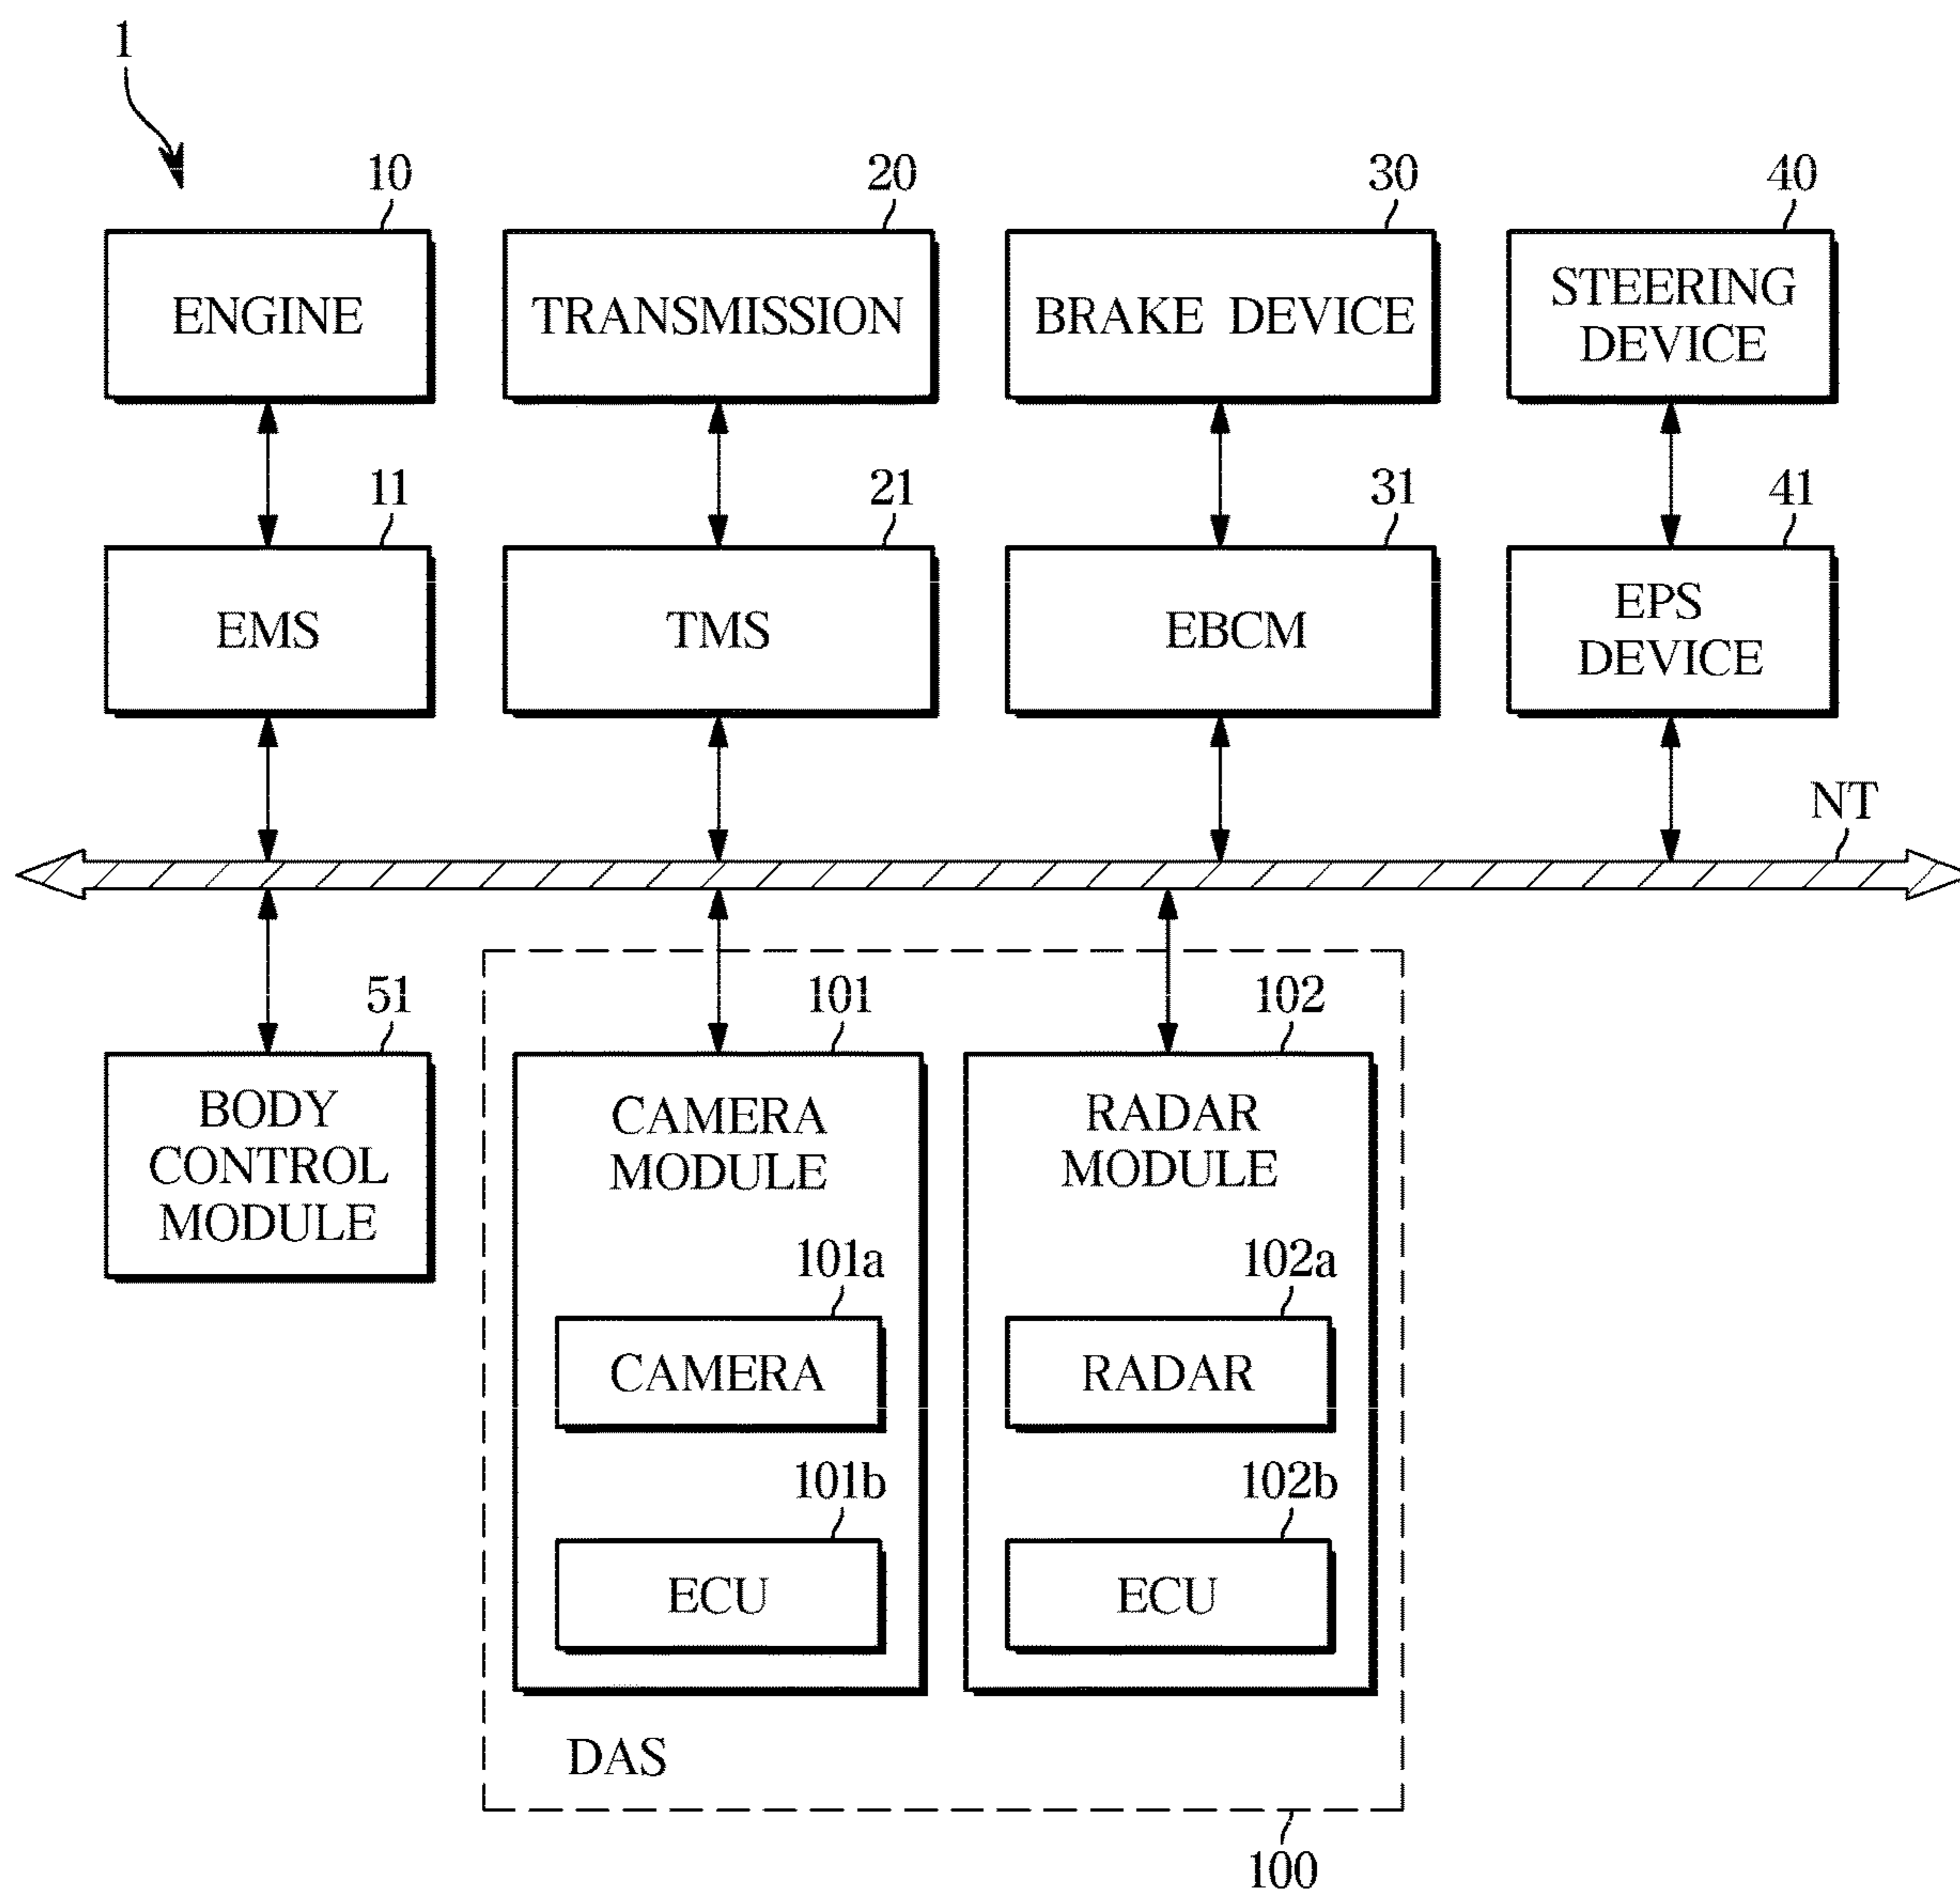 1
10
20
30
40
ENGINE
TRANSMISSION
BRAKE DEVICE
STEERING
DEVICE
11
21
31
41
EMS
TMS
EBCM
EPS
DEVICE
NT
51
101
102
BODY
CONTROL
MODULE
CAMERA
MODULE
RADAR
MODULE
101a
102a
CAMERA
RADAR
101b
102b
ECU
ECU
DAS
100